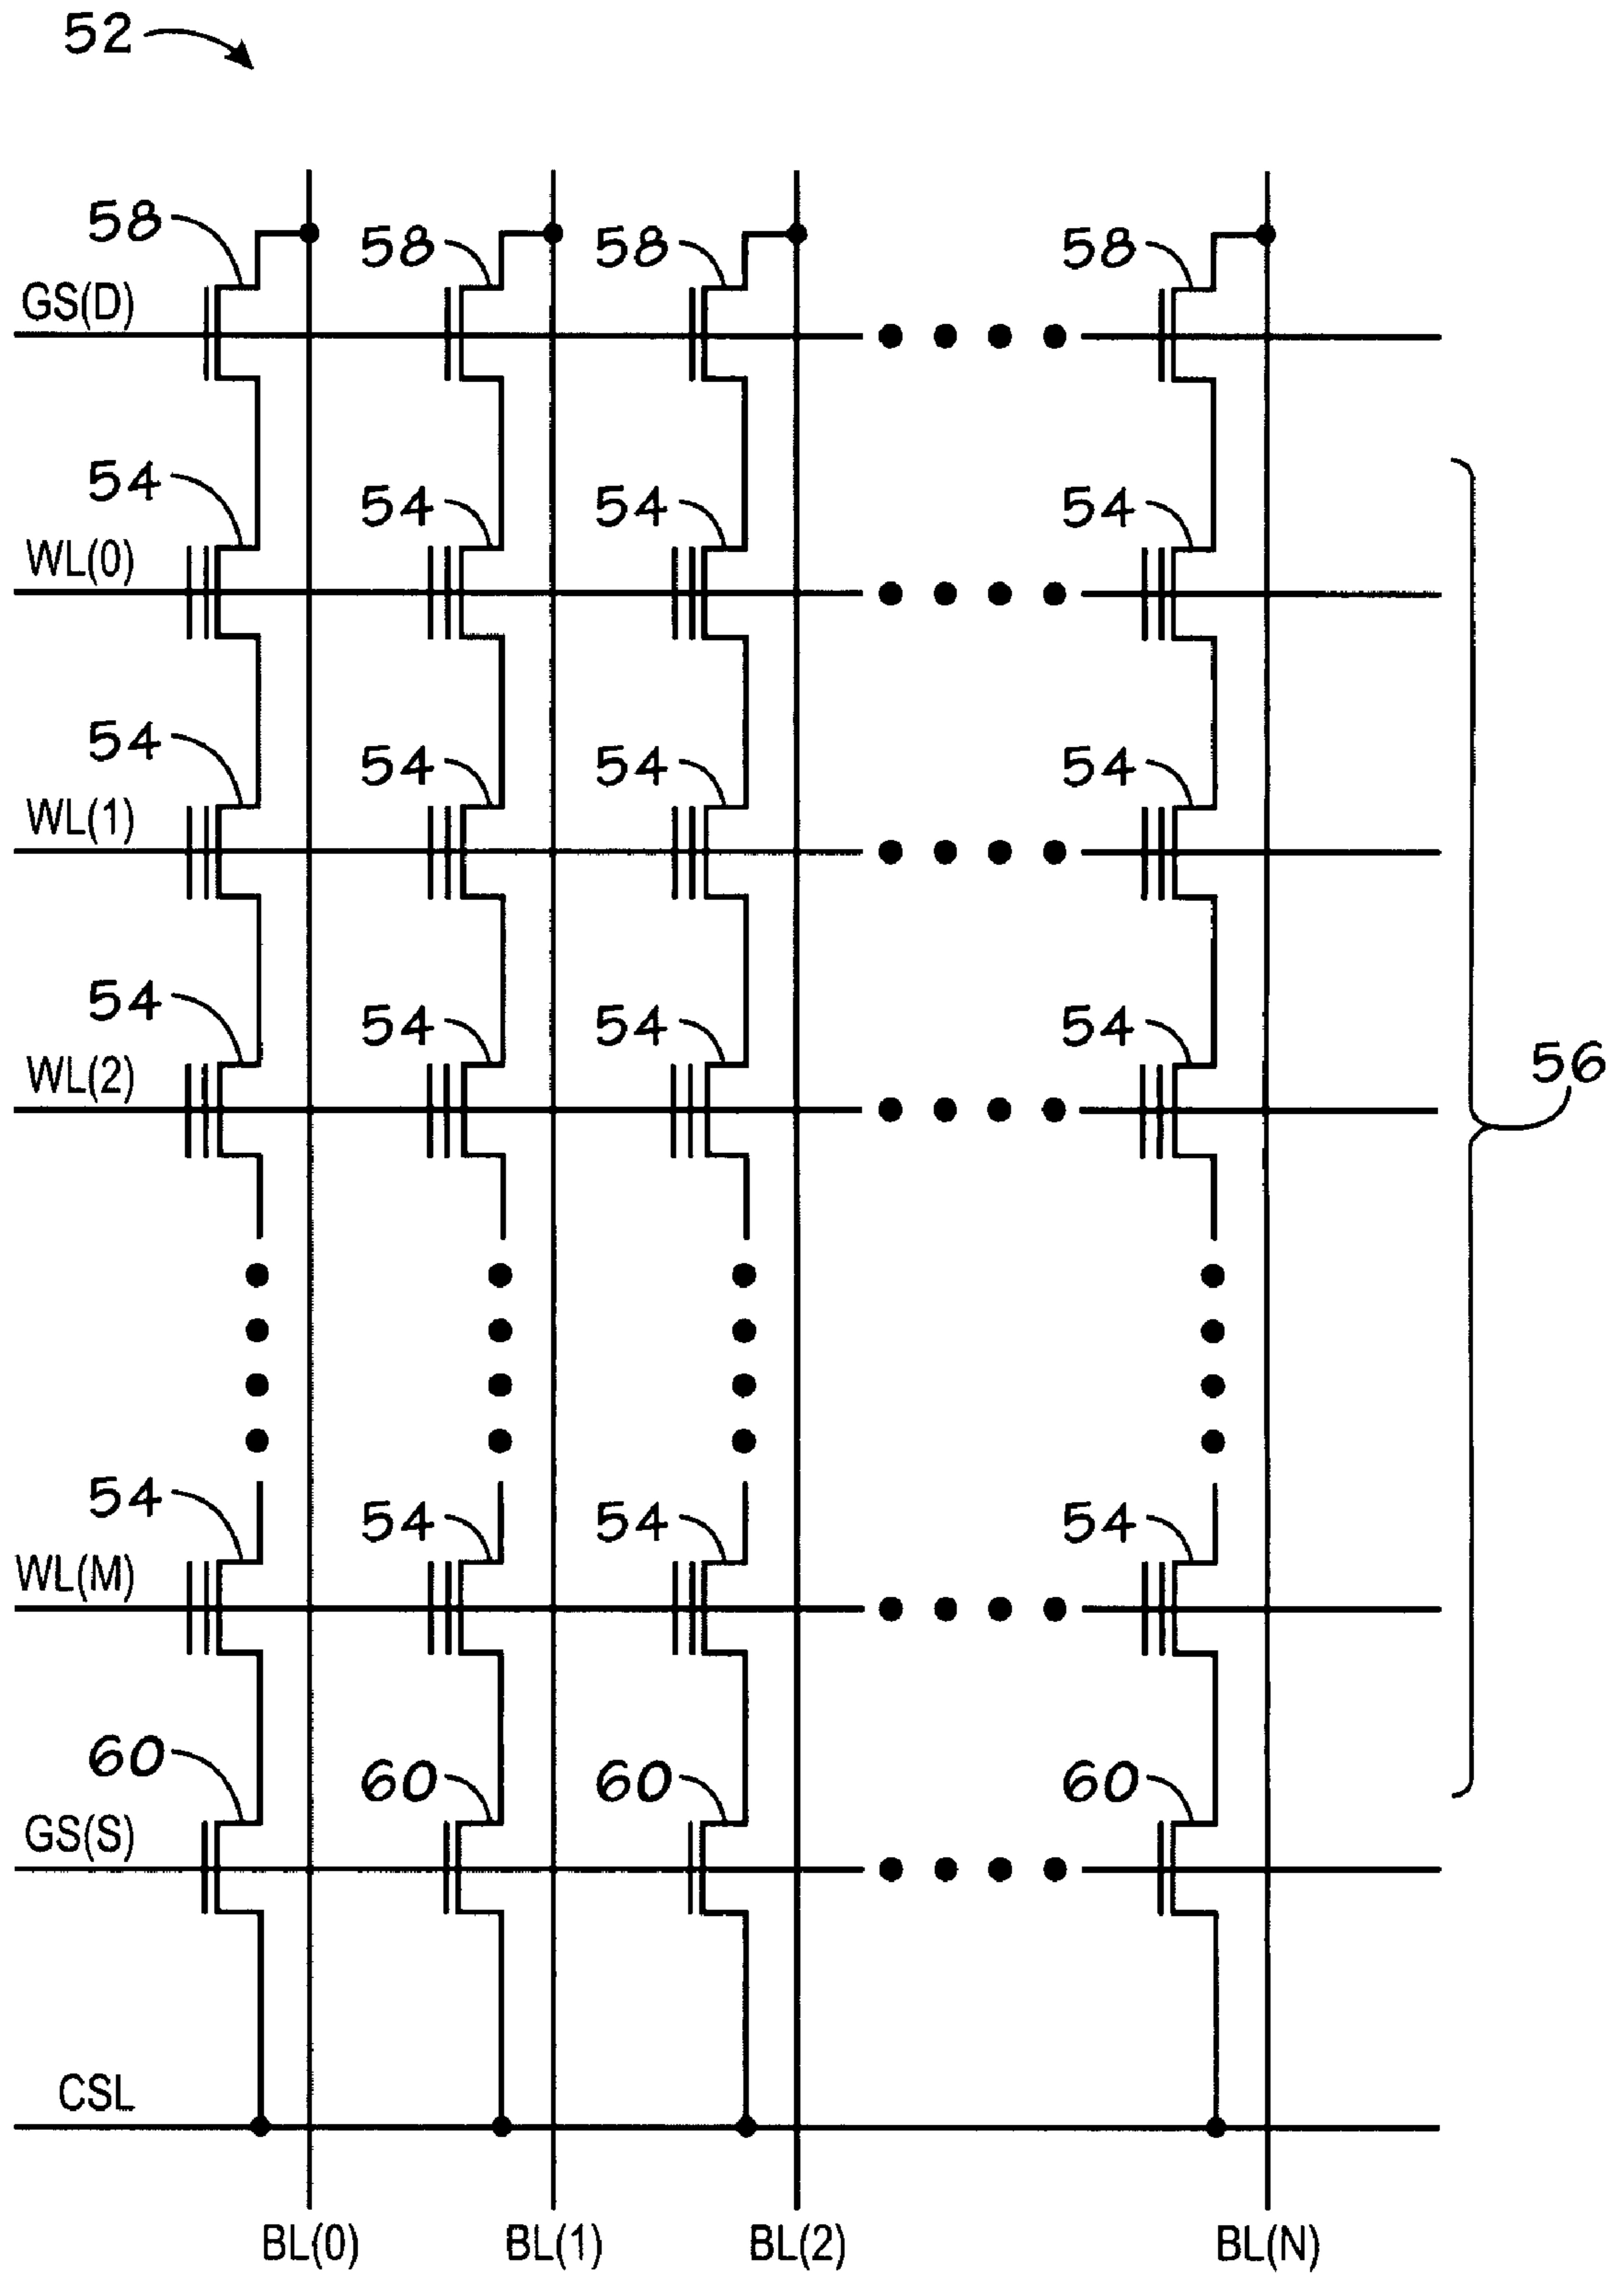 52
58 58 58 58
GS(D)
54 54 54 54
WL(0)
54 54 54 54
WL(1)
54 54 54 54
WL(2)
56
54 54 54 54
WL(M)
60 60 60 60
GS(S)
CSL
BL(0) BL(1) BL(2) BL(N)